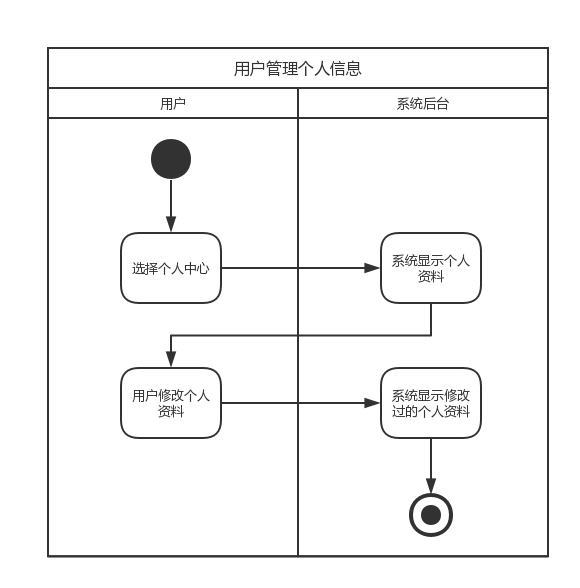 用户管理个人信息
用户
系统后台
选择个人中心
系统显示个人
资料
用户修改个人
资料
系统显示修改
过的个人资料